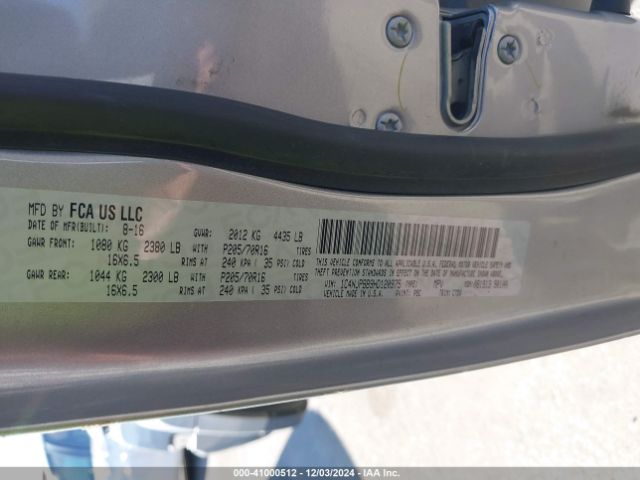 MFD BY FCA US LLC
DATE OF MFR(BUILT): 8-16 GVWR: 2012 KG 4435 LB
GAWR FRONT: 1080 KG 2380 LB WITH P205/70R16 TIRES
16X6.5 RIMS AT 240 KPA ( 35 PSI) COLD
GAWR REAR: 1044 KG 2300 LB WITH P205/70R16 TIRES
16X6.5 RIMS AT 240 KPA ( 35 PSI) COLD
THIS VEHICLE CONFORMS TO ALL APPLICABLE U.S.A. FEDERAL MOTOR VEHICLE SAFETY AND
THEFT PREVENTION STANDARDS IN EFFECT ON THE DATE OF MANUFACTURE SHOWN ABOVE.
VIN: TYPE: MPV
MADE IN U.S.A. PAINT: TRIM:
000-41000512 - 12/03/2024 - IAA Inc.